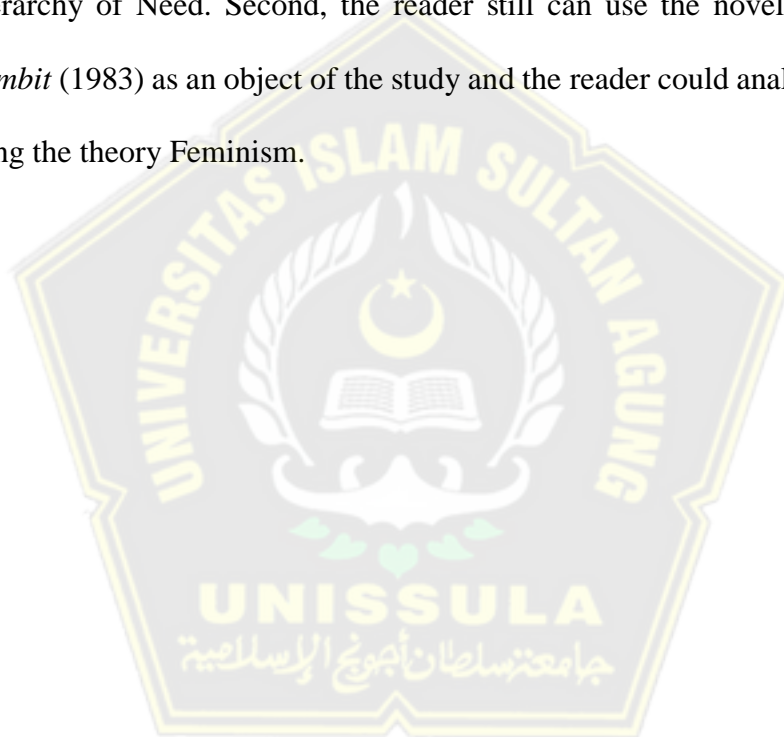 erarchy of Need. Second, the reader still can use the novel
mbit (1983) as an object of the study and the reader could anal
ng the theory Feminism.
UNIVERSITAS ISLAM SULTAN AGUNG
UNISSULA
جامعة سلطان أجونج الإسلامية